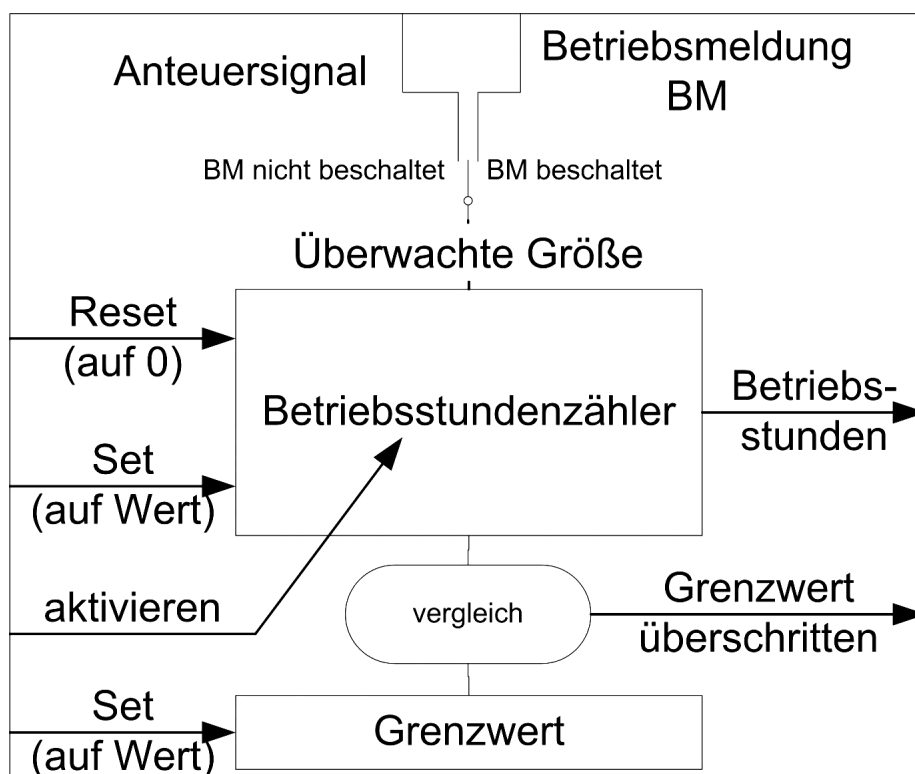 Anteuersignal
Betriebsmeldung
BM
BM nicht beschaltet
BM beschaltet
Überwachte Größe
Reset
(auf 0)
Betriebsstundenzähler
Betriebs-
stunden
Set
(auf Wert)
aktivieren
vergleich
Grenzwert
überschritten
Set
(auf Wert)
Grenzwert